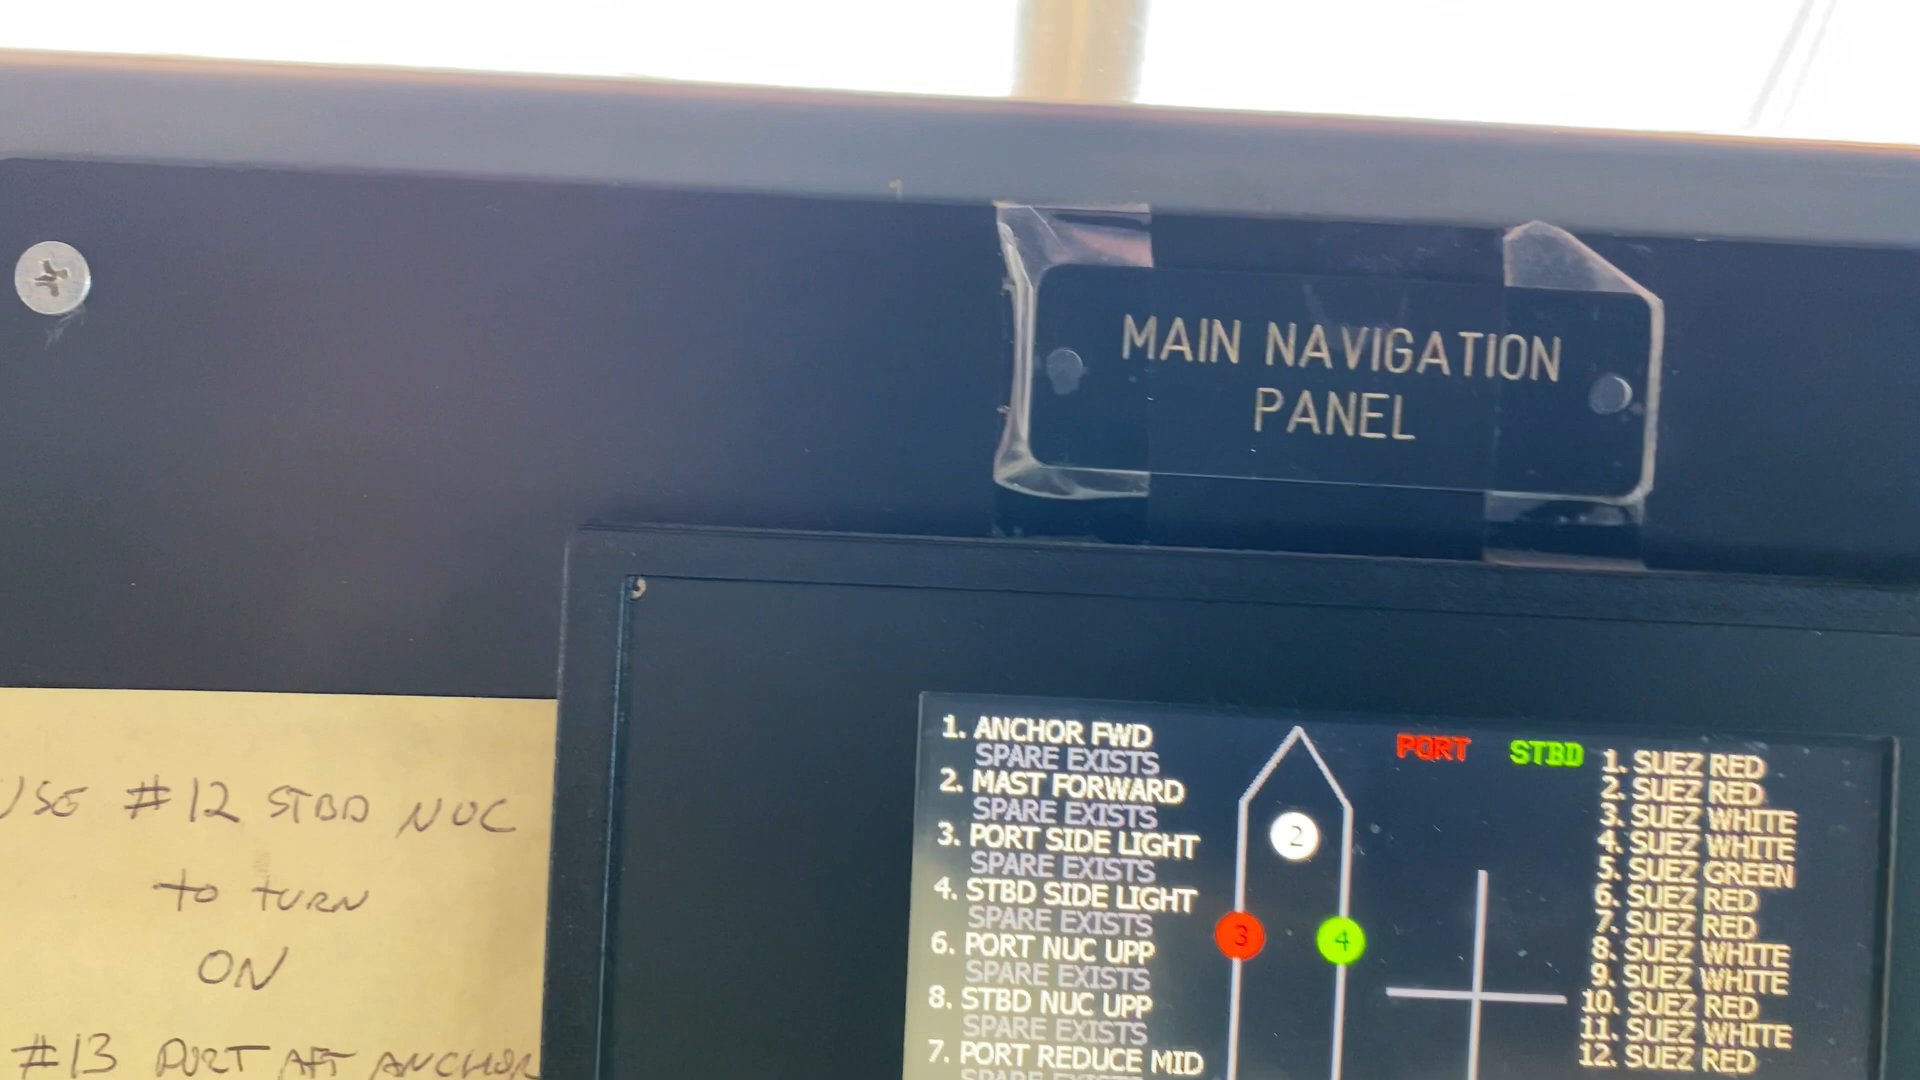 MAIN NAVIGATION
PANEL
USE #12 STBD NUC
to TURN
ON
#13 PORT AFT ANCHOR
1. ANCHOR FWD
SPARE EXISTS
2. MAST FORWARD
SPARE EXISTS
3. PORT SIDE LIGHT
SPARE EXISTS
4. STBD SIDE LIGHT
SPARE EXISTS
6. PORT NUC UPP
SPARE EXISTS
8. STBD NUC UPP
SPARE EXISTS
7. PORT REDUCE MID
SPARE EXISTS
2
3
4
PORT STBD
1. SUEZ RED
2. SUEZ RED
3. SUEZ WHITE
4. SUEZ WHITE
5. SUEZ GREEN
6. SUEZ RED
7. SUEZ RED
8. SUEZ WHITE
9. SUEZ WHITE
10. SUEZ RED
11. SUEZ WHITE
12. SUEZ RED